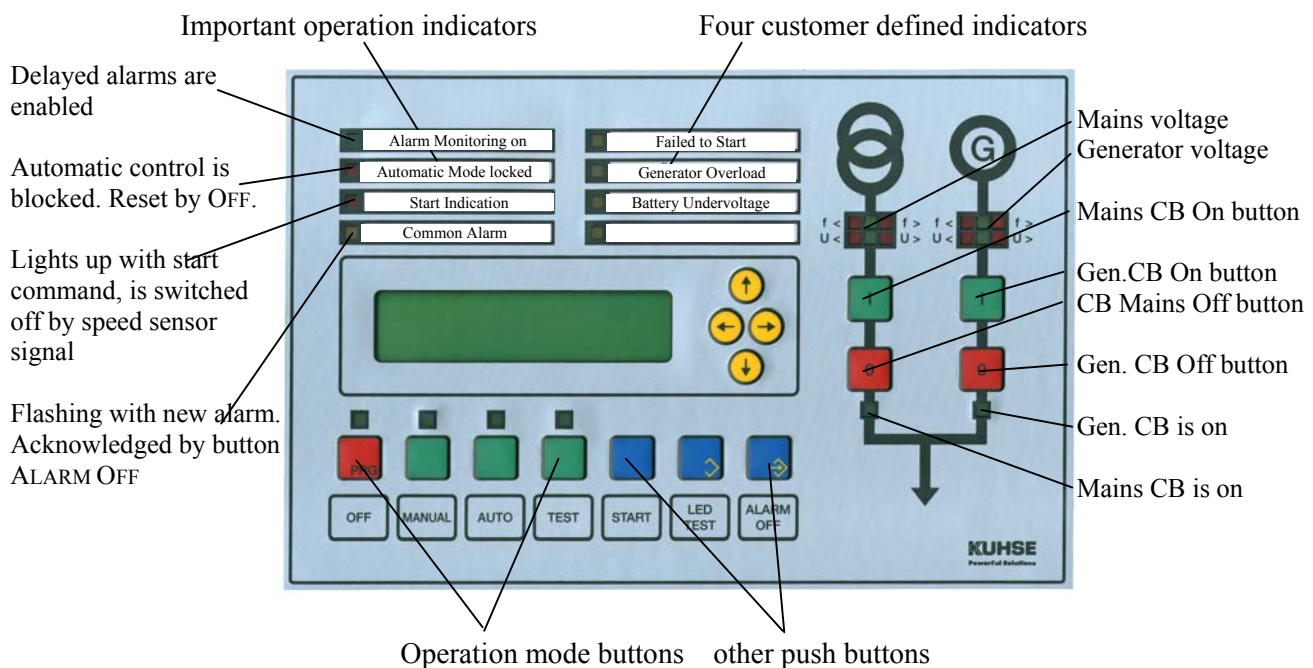 Important operation indicators
Four customer defined indicators
Delayed alarms are
enabled
Automatic control is
blocked. Reset by OFF.
Lights up with start
command, is switched
off by speed sensor
signal
Flashing with new alarm.
Acknowledged by button
ALARM OFF
Alarm Monitoring on
Automatic Mode locked
Start Indication
Common Alarm
Failed to Start
Generator Overload
Battery Undervoltage
G
f < f >
U < U >
f < f >
U < U >
I
I
0
0
Mains voltage
Generator voltage
Mains CB On button
Gen.CB On button
CB Mains Off button
Gen. CB Off button
Gen. CB is on
Mains CB is on
PRG
OFF
MANUAL
AUTO
TEST
START
LED
TEST
ALARM
OFF
KUHSE
Powerful Solutions
Operation mode buttons
other push buttons